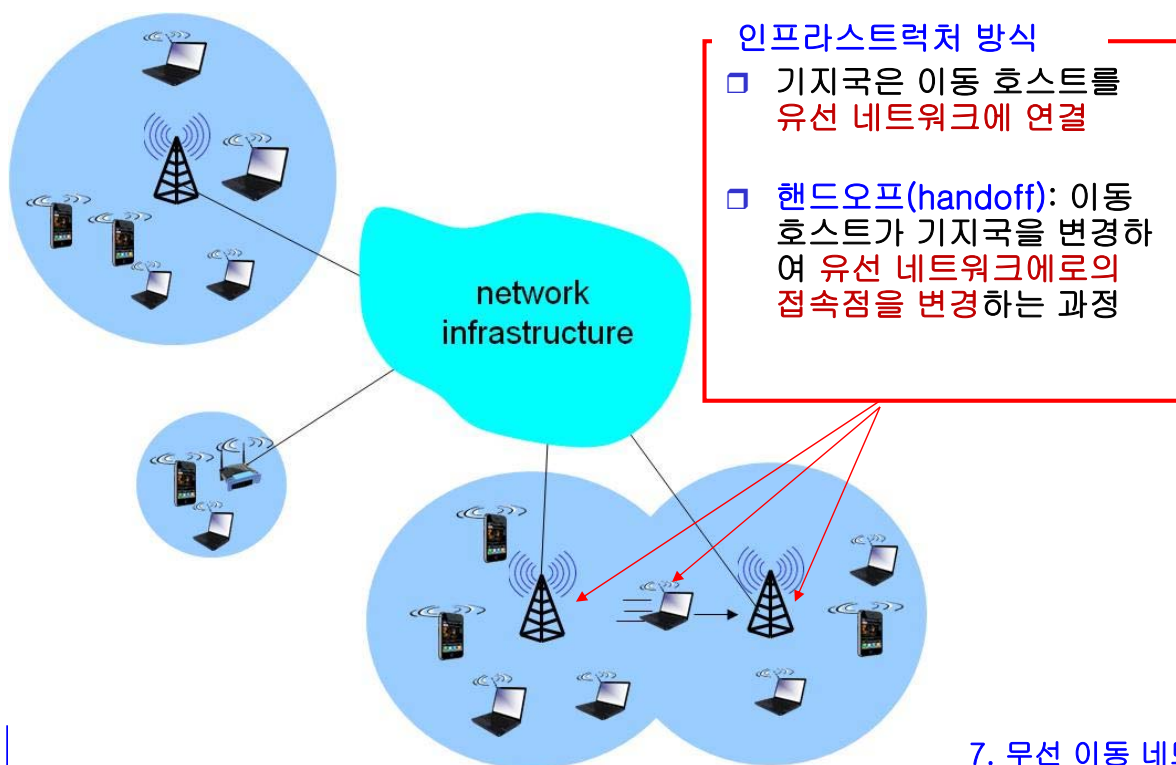 인프라스트럭처 방식
❒ 기지국은 이동 호스트를
유선 네트워크에 연결
❒ 핸드오프(handoff): 이동
호스트가 기지국을 변경하
여 유선 네트워크에로의
접속점을 변경하는 과정
network
infrastructure
7. 무선 이동 네